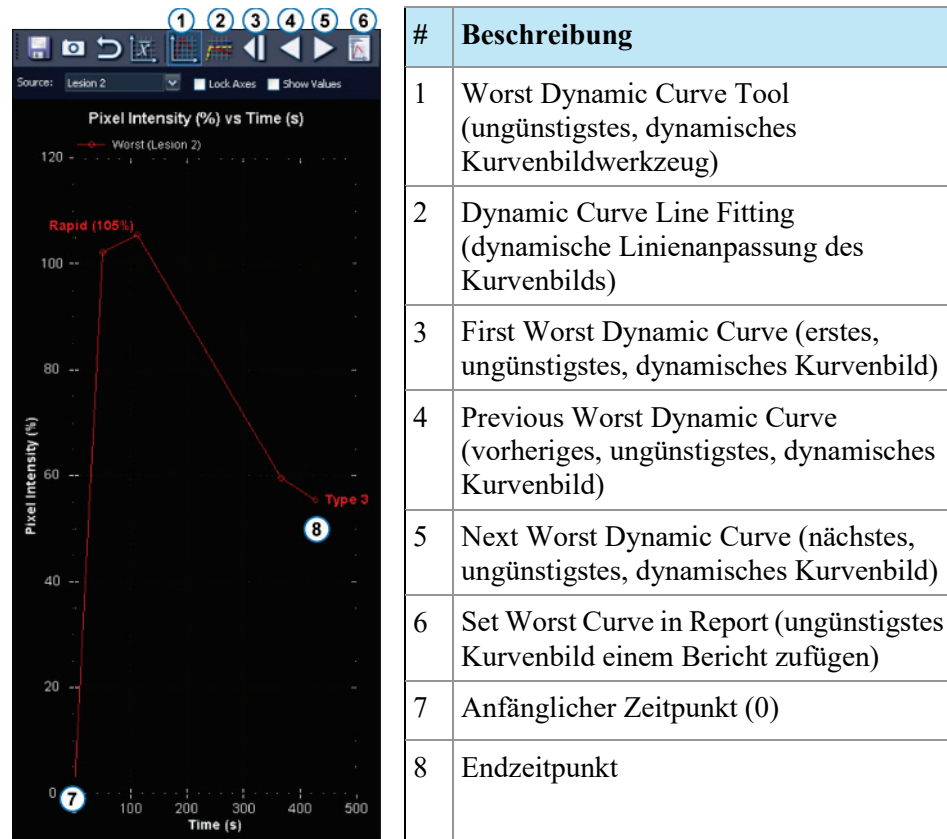 1 2 3 4 5 6
Source: Lesion 2 Lock Axes Show Values
Pixel Intensity (%) vs Time (s)
Worst (Lesion 2)
120
Rapid (105%)
100
80
Pixel Intensity (%)
60
Type 3
8
40
20
0
7
100 200 300 400 500
Time (s)
# Beschreibung
1 Worst Dynamic Curve Tool
(ungünstigstes, dynamisches
Kurvenbildwerkzeug)
2 Dynamic Curve Line Fitting
(dynamische Linienanpassung des
Kurvenbilds)
3 First Worst Dynamic Curve (erstes,
ungünstigstes, dynamisches Kurvenbild)
4 Previous Worst Dynamic Curve
(vorheriges, ungünstigstes, dynamisches
Kurvenbild)
5 Next Worst Dynamic Curve (nächstes,
ungünstigstes, dynamisches Kurvenbild)
6 Set Worst Curve in Report (ungünstigstes
Kurvenbild einem Bericht zufügen)
7 Anfänglicher Zeitpunkt (0)
8 Endzeitpunkt